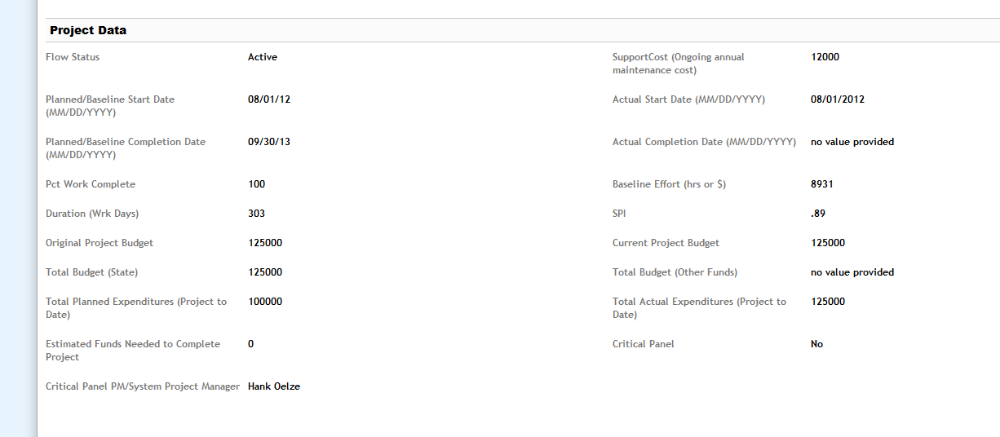 Project Data
Flow Status Active SupportCost (Ongoing annual
maintenance cost) 12000
Planned/Baseline Start Date
(MM/DD/YYYY) 08/01/12 Actual Start Date (MM/DD/YYYY) 08/01/2012
Planned/Baseline Completion Date
(MM/DD/YYYY) 09/30/13 Actual Completion Date (MM/DD/YYYY) no value provided
Pct Work Complete 100 Baseline Effort (hrs or $) 8931
Duration (Wrk Days) 303 SPI .89
Original Project Budget 125000 Current Project Budget 125000
Total Budget (State) 125000 Total Budget (Other Funds) no value provided
Total Planned Expenditures (Project to
Date) 100000 Total Actual Expenditures (Project to
Date) 125000
Estimated Funds Needed to Complete
Project 0 Critical Panel No
Critical Panel PM/System Project Manager Hank Oelze